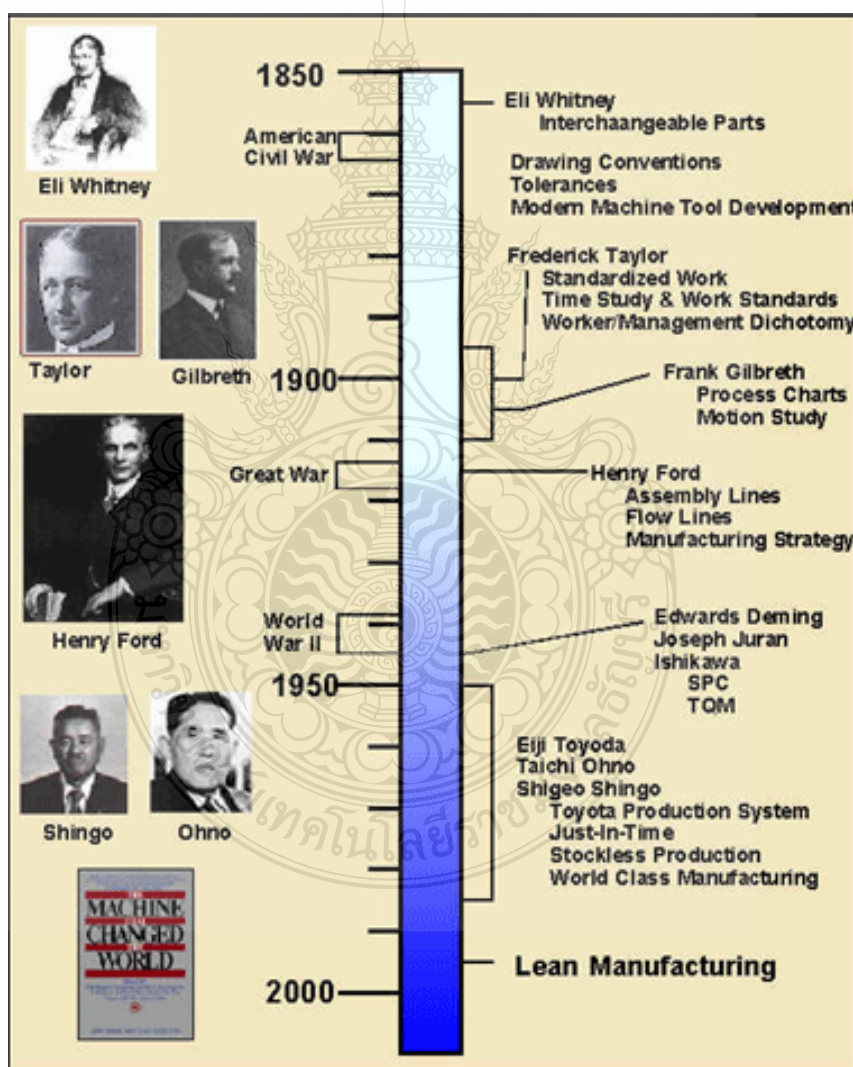 1850
Eli Whitney
Interchaangeable Parts
American
Civil War
Drawing Conventions
Tolerances
Modern Machine Tool Development
Eli Whitney
Frederick Taylor
Standardized Work
Time Study & Work Standards
Worker/Management Dichotomy
Taylor
Gilbreth
1900
Frank Gilbreth
Process Charts
Motion Study
Great War
Henry Ford
Assembly Lines
Flow Lines
Manufacturing Strategy
Henry Ford
World
War II
Edwards Deming
Joseph Juran
Ishikawa
SPC
TQM
1950
Eiji Toyoda
Taichi Ohno
Shigeo Shingo
Toyota Production System
Just-In-Time
Stockless Production
World Class Manufacturing
Shingo
Ohno
MACHINE
THAT
CHANGED
THE
WORLD
Lean Manufacturing
2000